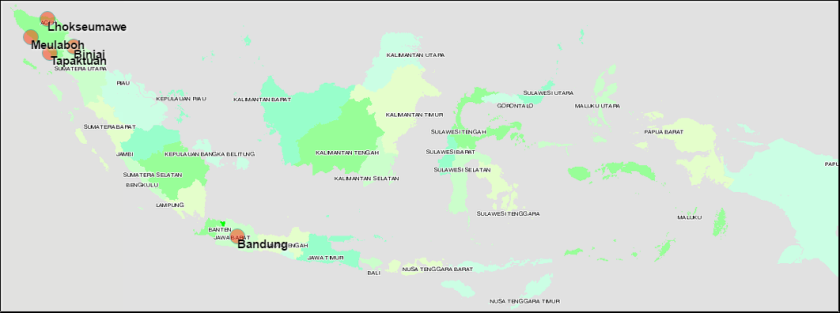 Lhokseumawe
Meulaboh
Binjai
Tapaktuan
SUMATERA UTARA
RIAU
KEPULAUAN RIAU
SUMATERA BARAT
JAMBI
KEPULAUAN BANGKA BELITUNG
SUMATERA SELATAN
BENGKULU
LAMPUNG
BANTEN
JAWA BARAT
Bandung
TENGAH
JAWA TIMUR
BALI
NUSA TENGGARA BARAT
NUSA TENGGARA TIMUR
KALIMANTAN UTARA
KALIMANTAN BARAT
KALIMANTAN TIMUR
KALIMANTAN TENGAH
KALIMANTAN SELATAN
SULAWESI UTARA
GORONTALO
SULAWESI TENGAH
SULAWESI BARAT
SULAWESI SELATAN
SULAWESI TENGGARA
MALUKU UTARA
MALUKU
PAPUA BARAT
PAPU